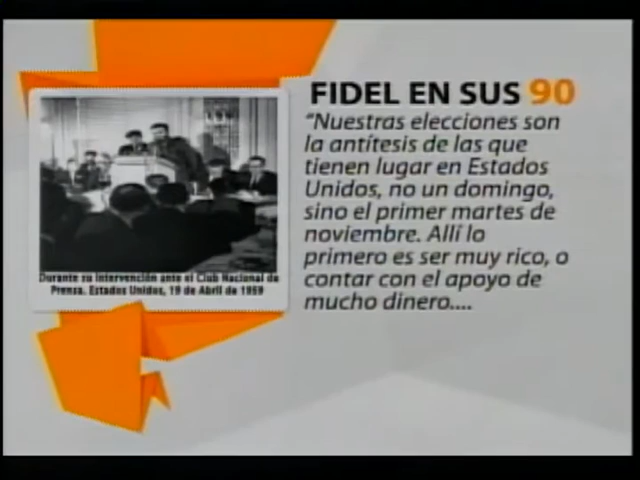 FIDEL EN SUS 90
"Nuestras elecciones son
la antítesis de las que
tienen lugar en Estados
Unidos, no un domingo,
sino el primer martes de
noviembre. Allí lo
primero es ser muy rico, o
contar con el apoyo de
mucho dinero....
Durante su intervención ante el Club Nacional de
Prensa. Estados Unidos, 19 de Abril de 1959